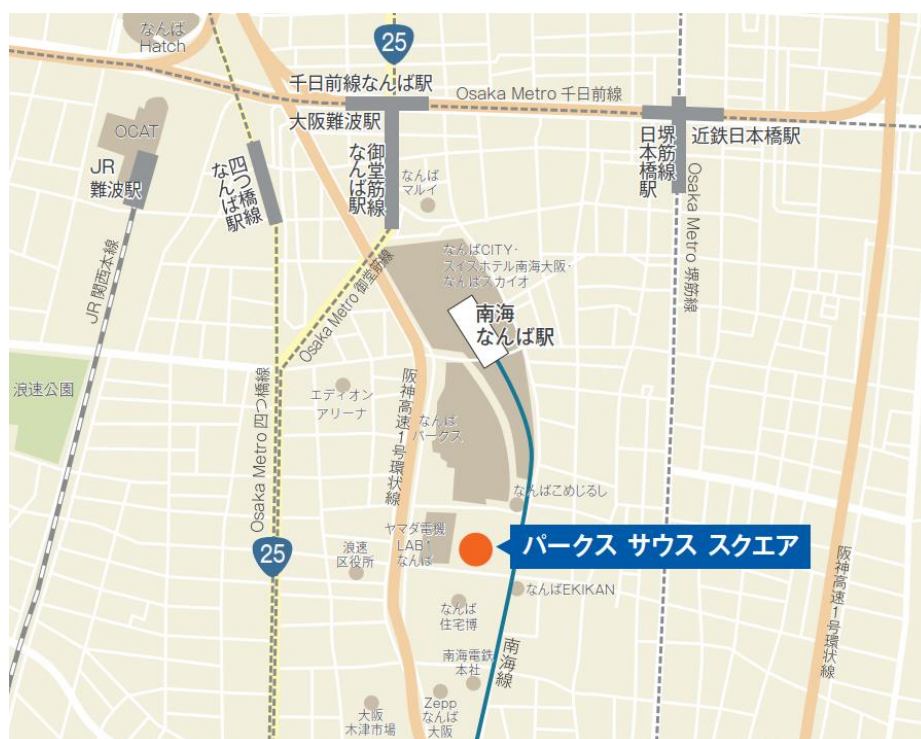 なんば
Hatch
25
千日前線なんば駅
Osaka Metro 千日前線
大阪難波駅
近鉄日本橋駅
堺筋線
日本橋駅
OCAT
JR
難波駅
四つ橋線
なんば駅
御堂筋線
なんば駅
なんば
マルイ
Osaka Metro 堺筋線
なんばCITY・
スイスホテル南海大阪・
なんばスカイオ
JR 関西本線
Osaka Metro 御堂筋線
南海
なんば駅
浪速公園
エディオン
アリーナ
阪神高速1号環状線
なんば
パークス
Osaka Metro 四つ橋線
なんばこめじるし
ヤマダ電機
LAB1
なんば
パークス サウス スクエア
25
浪速
区役所
阪神高速1号環状線
なんばEKIKAN
なんば
住宅博
南海線
南海電鉄
本社
大阪
木津市場
Zepp
なんば
大阪